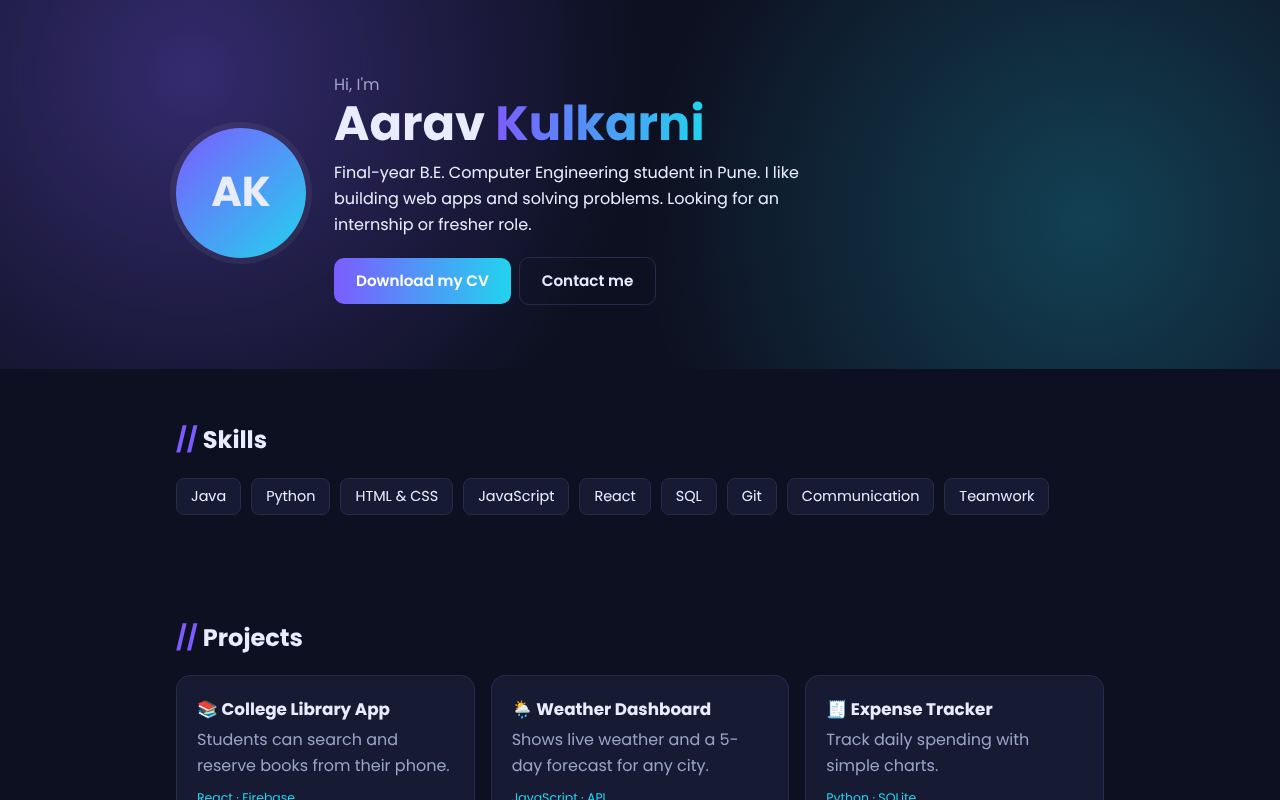 Hi, I'm
Aarav Kulkarni
AK
Final-year B.E. Computer Engineering student in Pune. I like
building web apps and solving problems. Looking for an
internship or fresher role.
Download my CV
Contact me
// Skills
Java
Python
HTML & CSS
JavaScript
React
SQL
Git
Communication
Teamwork
// Projects
📚 College Library App
Students can search and
reserve books from their phone.
React · Firebase
🌦️ Weather Dashboard
Shows live weather and a 5-
day forecast for any city.
JavaScript · API
🧾 Expense Tracker
Track daily spending with
simple charts.
Python · SQLite